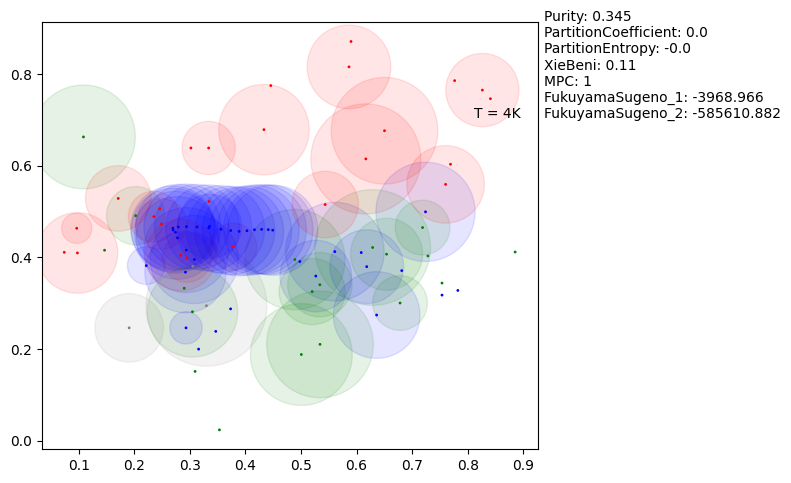 Purity: 0.345
PartitionCoefficient: 0.0
PartitionEntropy: -0.0
XieBeni: 0.11
MPC: 1
FukuyamaSugeno_1: -3968.966
FukuyamaSugeno_2: -585610.882
T = 4K
0.8
0.6
0.4
0.2
0.0
0.1 0.2 0.3 0.4 0.5 0.6 0.7 0.8 0.9